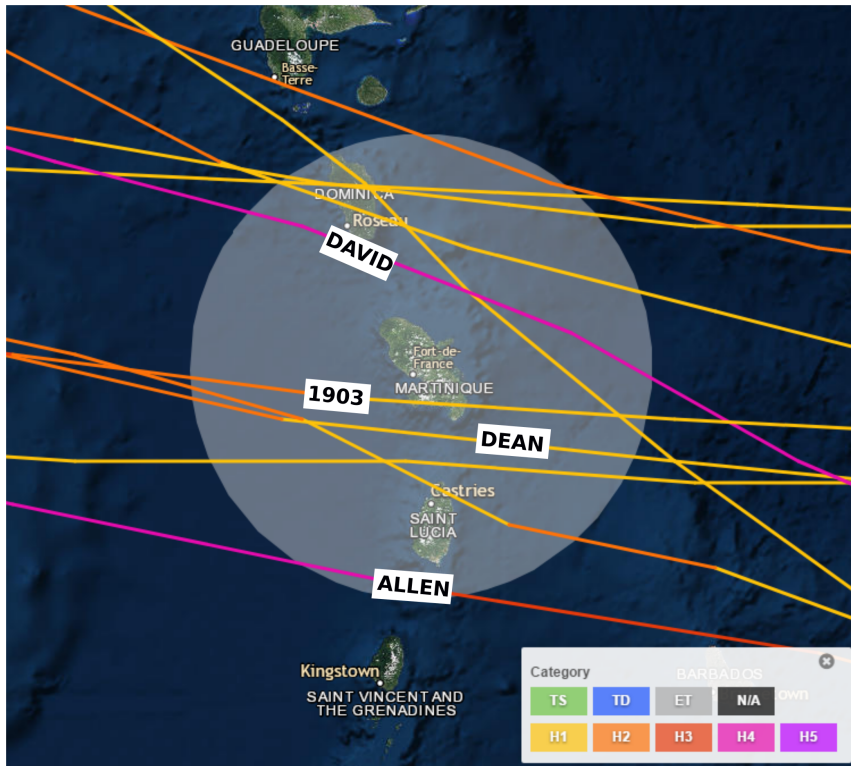 GUADELOUPE
Basse-
Terre
DOMINICA
Roseau
DAVID
Fort-de-
France
MARTINIQUE
1903
DEAN
Castries
SAINT
LUCIA
ALLEN
Kingstown
SAINT VINCENT AND
THE GRENADINES
Category
BARBADOS
TS TD ET N/A
own
H1 H2 H3 H4 H5